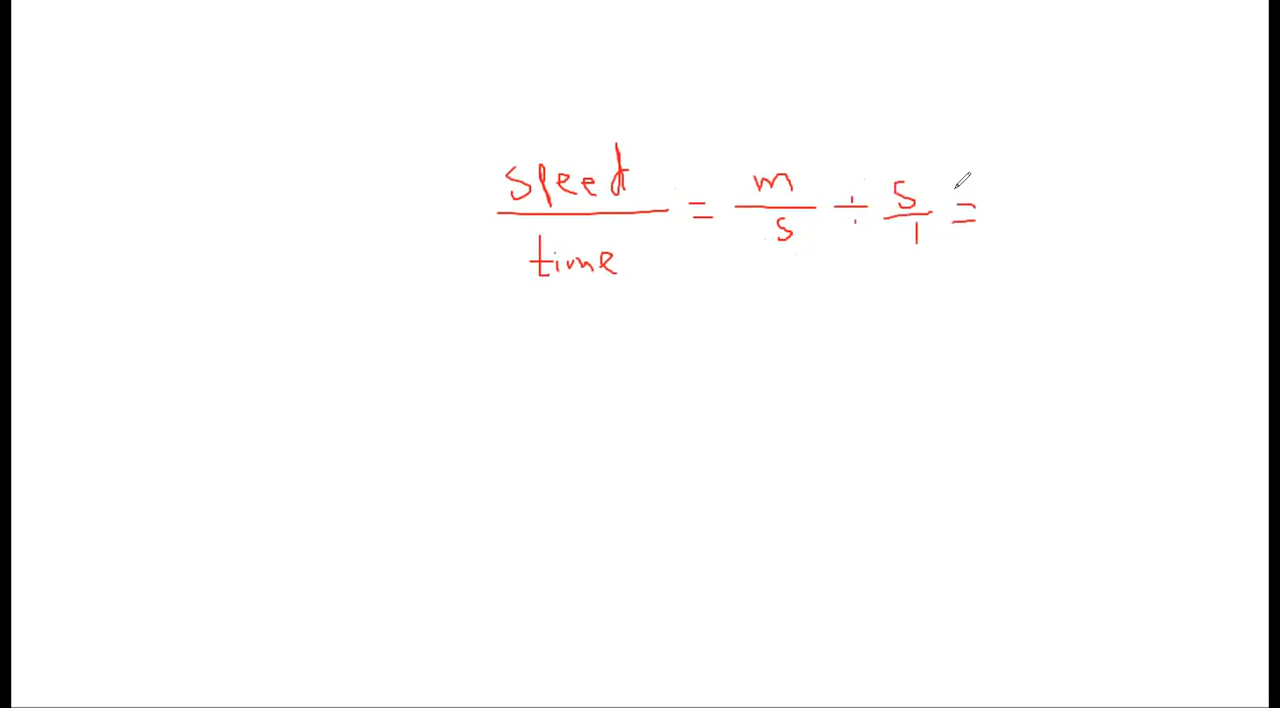 speed/time = m/s ÷ s/1 =